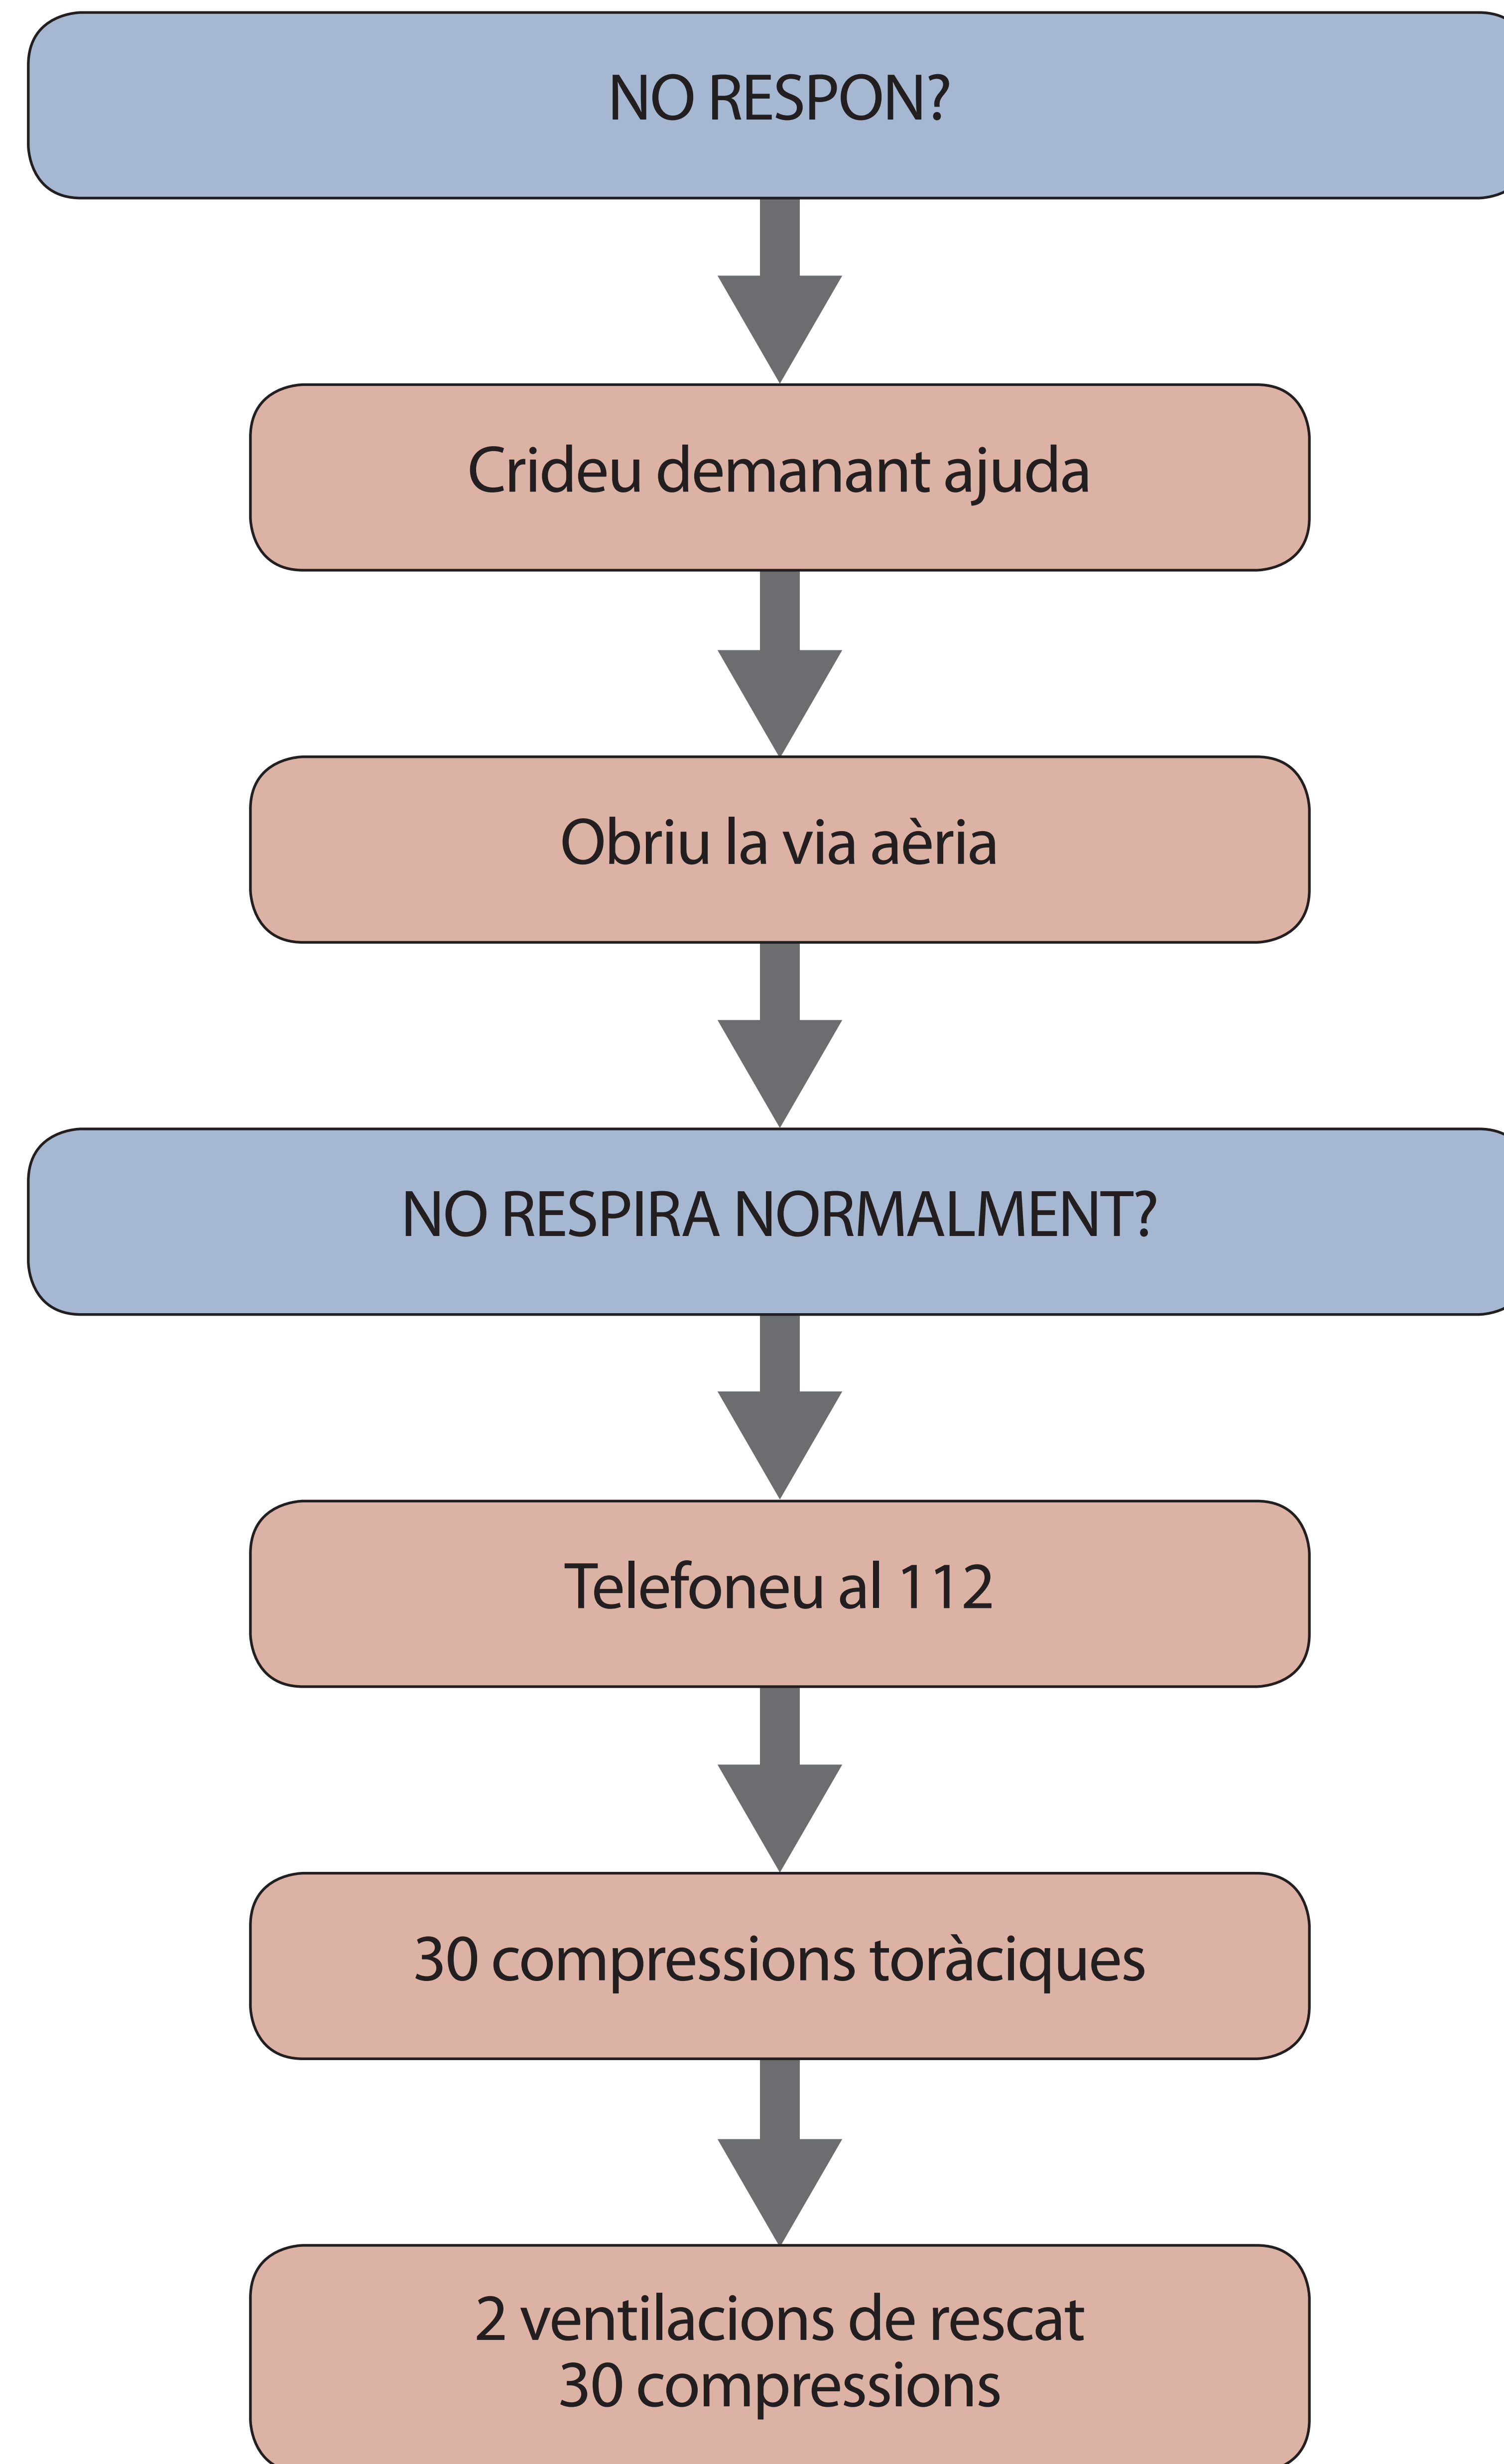 NO RESPON?
Crideu demanant ajuda
Obriu la via aèria
NO RESPIRA NORMALMENT?
Telefoneu al 112
30 compressions toràciques
2 ventilacions de rescat
30 compressions